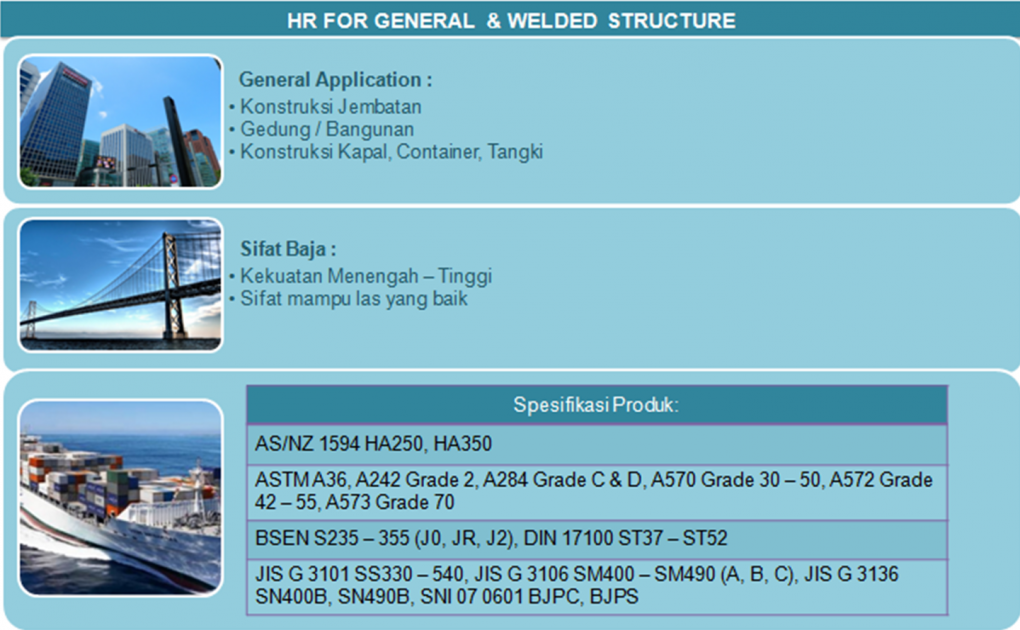 HR FOR GENERAL & WELDED STRUCTURE
General Application :
• Konstruksi Jembatan
• Gedung / Bangunan
• Konstruksi Kapal, Container, Tangki
Sifat Baja :
• Kekuatan Menengah – Tinggi
• Sifat mampu las yang baik
Spesifikasi Produk:
AS/NZ 1594 HA250, HA350
ASTM A36, A242 Grade 2, A284 Grade C & D, A570 Grade 30 – 50, A572 Grade
42 – 55, A573 Grade 70
BSEN S235 – 355 (J0, JR, J2), DIN 17100 ST37 – ST52
JIS G 3101 SS330 – 540, JIS G 3106 SM400 – SM490 (A, B, C), JIS G 3136
SN400B, SN490B, SNI 07 0601 BJPC, BJPS